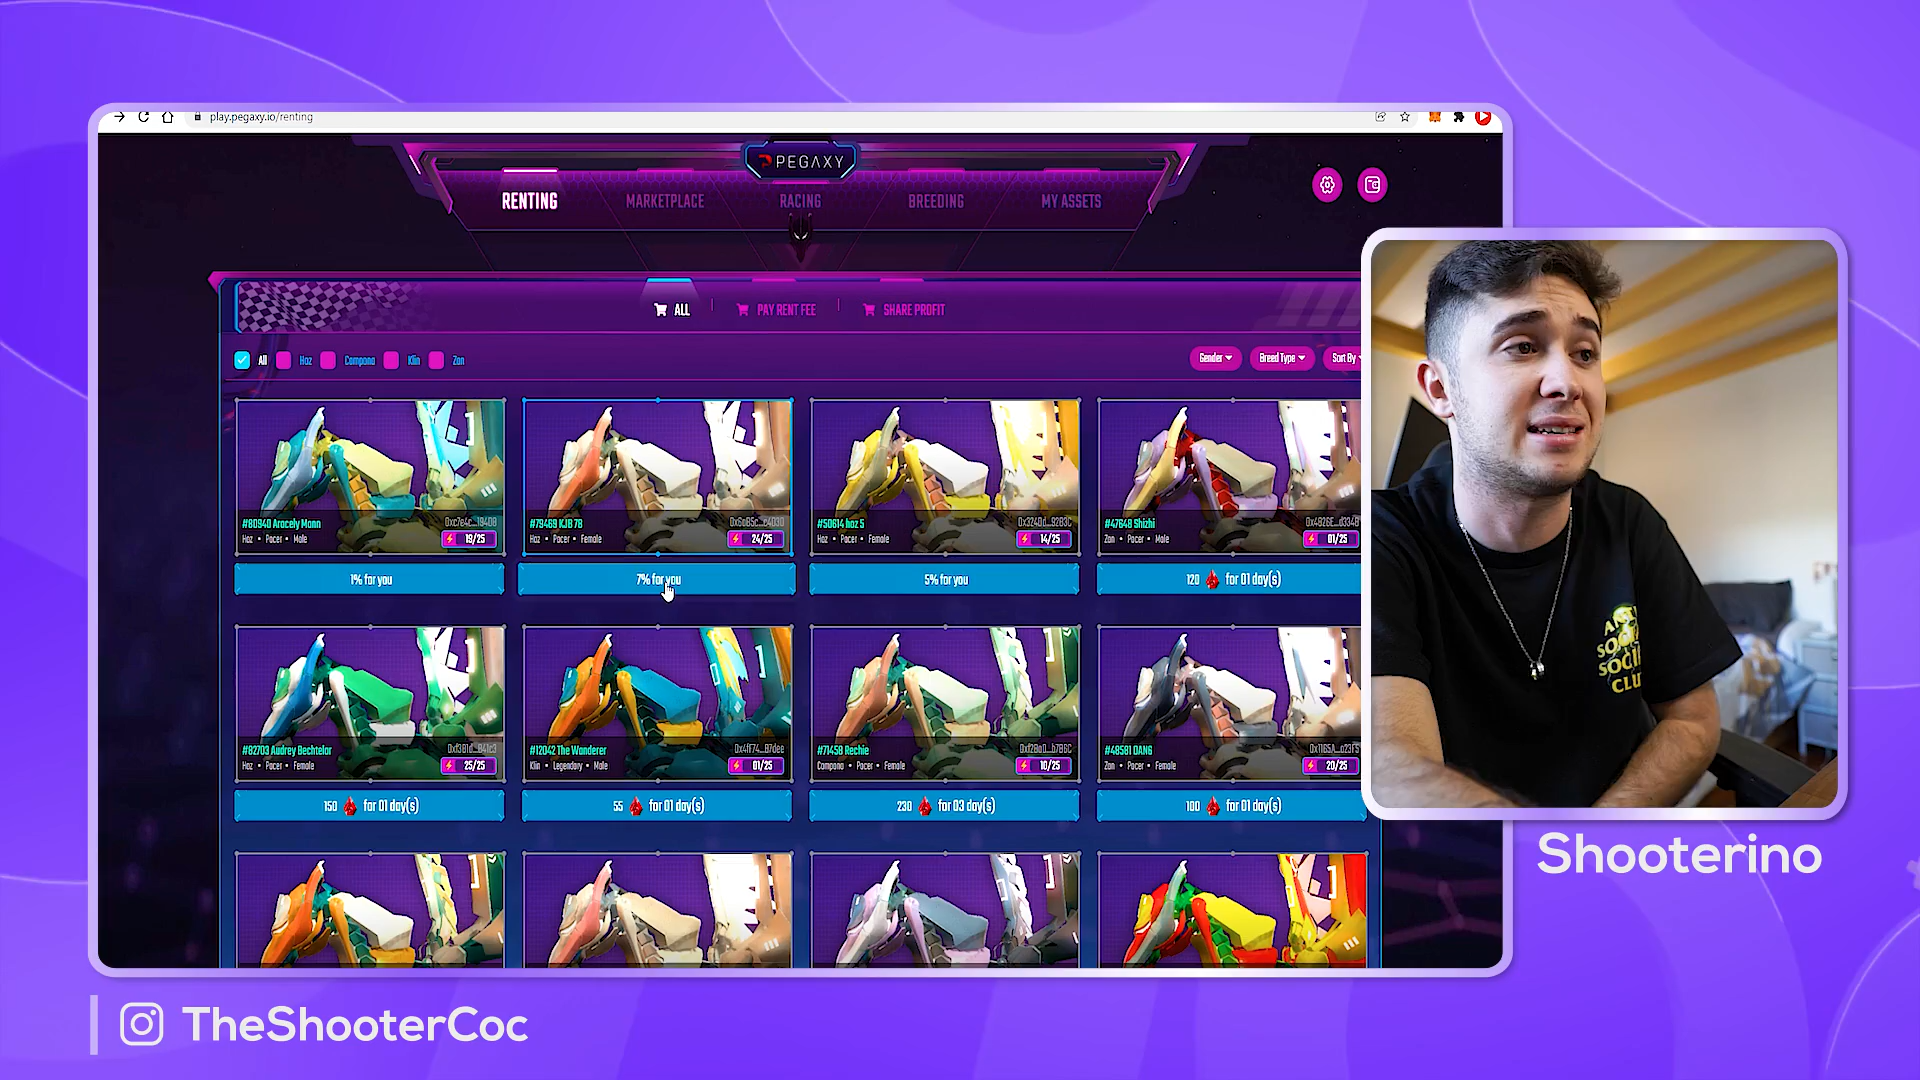 play.pegaxy.io/renting
PEGAXY
RENTING
MARKETPLACE
RACING
BREEDING
MY ASSETS
ALL
PAY RENT FEE
SHARE PROFIT
All
Hoz
Campona
Klin
Zan
Gender
Breed Type
Sort By
#80940 Aracely Mann
Hoz • Pacer • Male
19/25
1% for you
#79469 KJB 78
Hoz • Pacer • Female
24/25
7% for you
#50614 hoz 5
Hoz • Pacer • Female
14/25
5% for you
#47648 Shizhi
Zan • Pacer • Male
01/25
120 for 01 day(s)
#82703 Audrey Bechtelar
Hoz • Pacer • Female
25/25
150 for 01 day(s)
#12042 The Wanderer
Klin • Legendary • Male
01/25
55 for 01 day(s)
#71458 Rechie
Campona • Pacer • Female
10/25
230 for 03 day(s)
#48581 DANG
Zan • Pacer • Female
20/25
100 for 01 day(s)
SOCIAL
CLU
Shooterino
TheShooterCoc